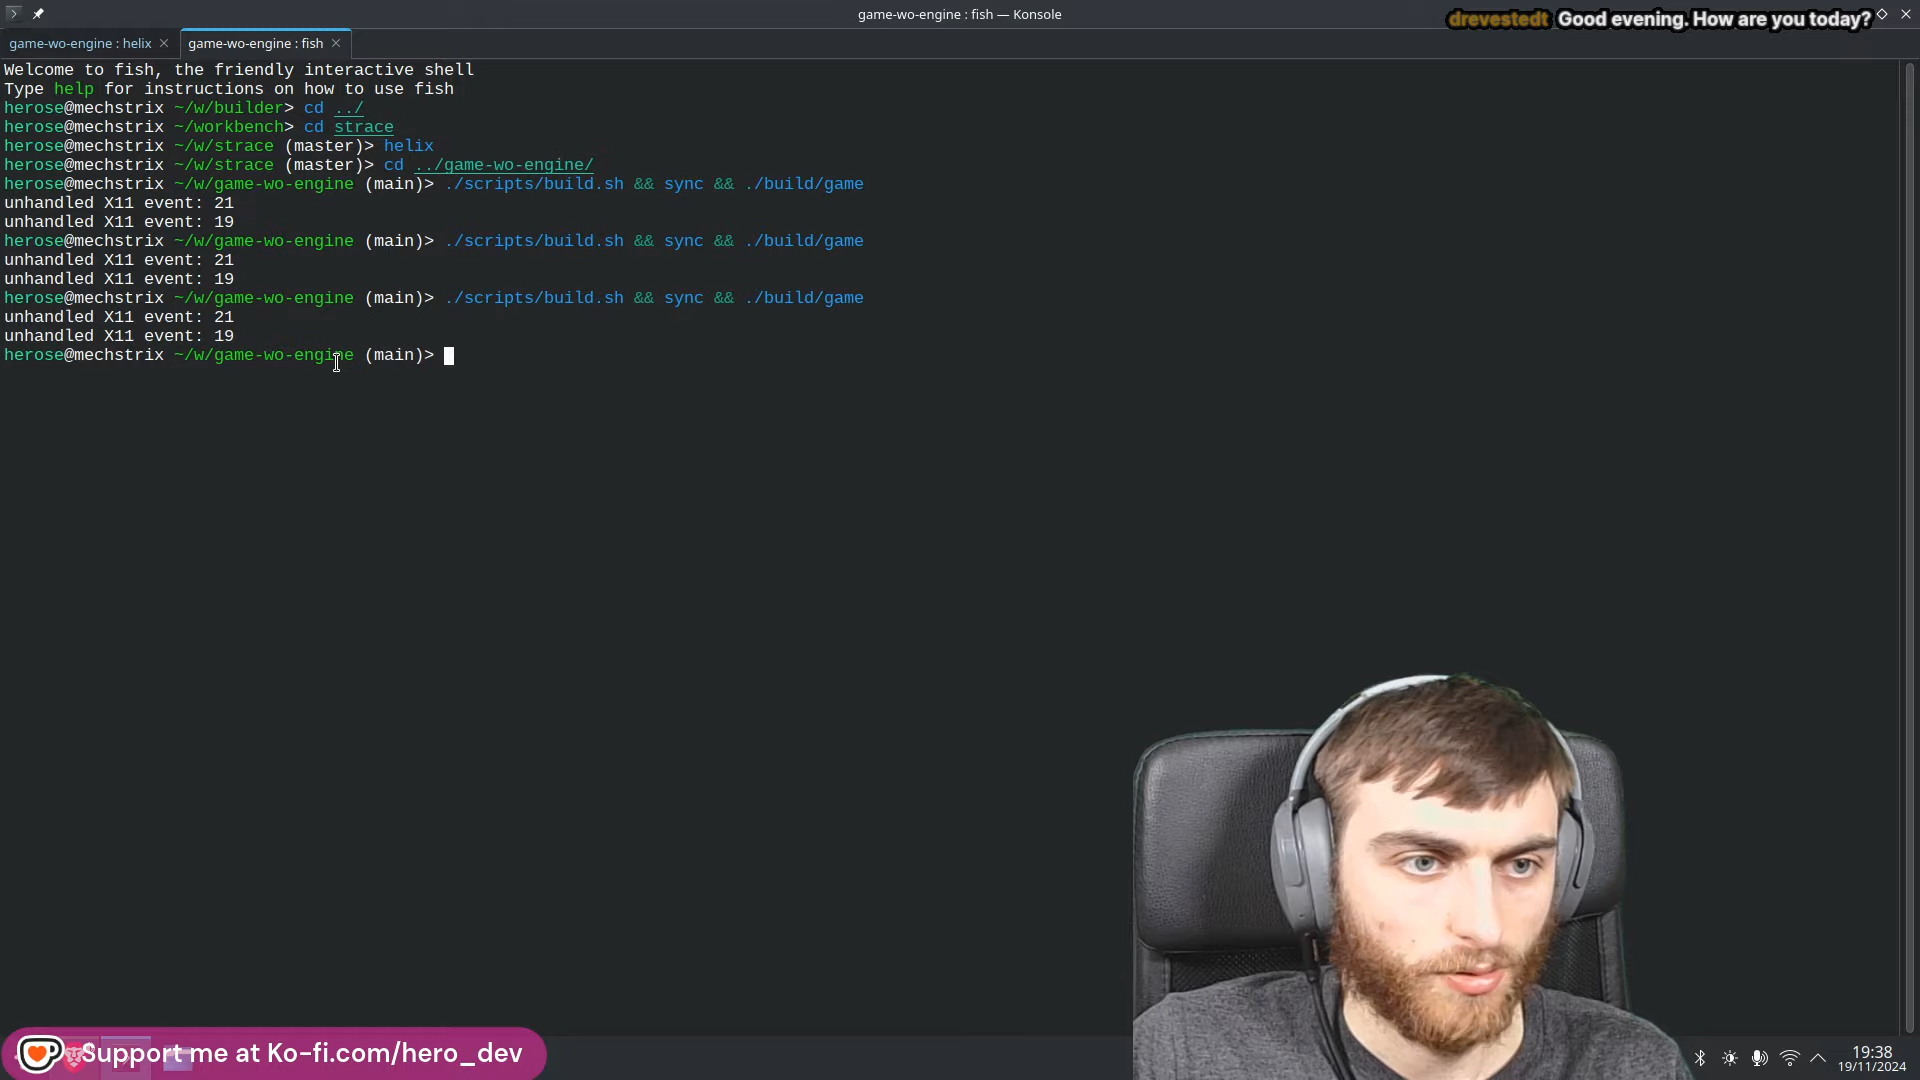 game-wo-engine : fish — Konsole
drevestedt Good evening. How are you today?
game-wo-engine : helix
game-wo-engine : fish
Welcome to fish, the friendly interactive shell
Type help for instructions on how to use fish
herose@mechstrix ~/w/builder> cd ../
herose@mechstrix ~/workbench> cd strace
herose@mechstrix ~/w/strace (master)> helix
herose@mechstrix ~/w/strace (master)> cd ../game-wo-engine/
herose@mechstrix ~/w/game-wo-engine (main)> ./scripts/build.sh && sync && ./build/game
unhandled X11 event: 21
unhandled X11 event: 19
herose@mechstrix ~/w/game-wo-engine (main)> ./scripts/build.sh && sync && ./build/game
unhandled X11 event: 21
unhandled X11 event: 19
herose@mechstrix ~/w/game-wo-engine (main)> ./scripts/build.sh && sync && ./build/game
unhandled X11 event: 21
unhandled X11 event: 19
herose@mechstrix ~/w/game-wo-engine (main)>
Support me at Ko-fi.com/hero_dev
19:38
19/11/2024